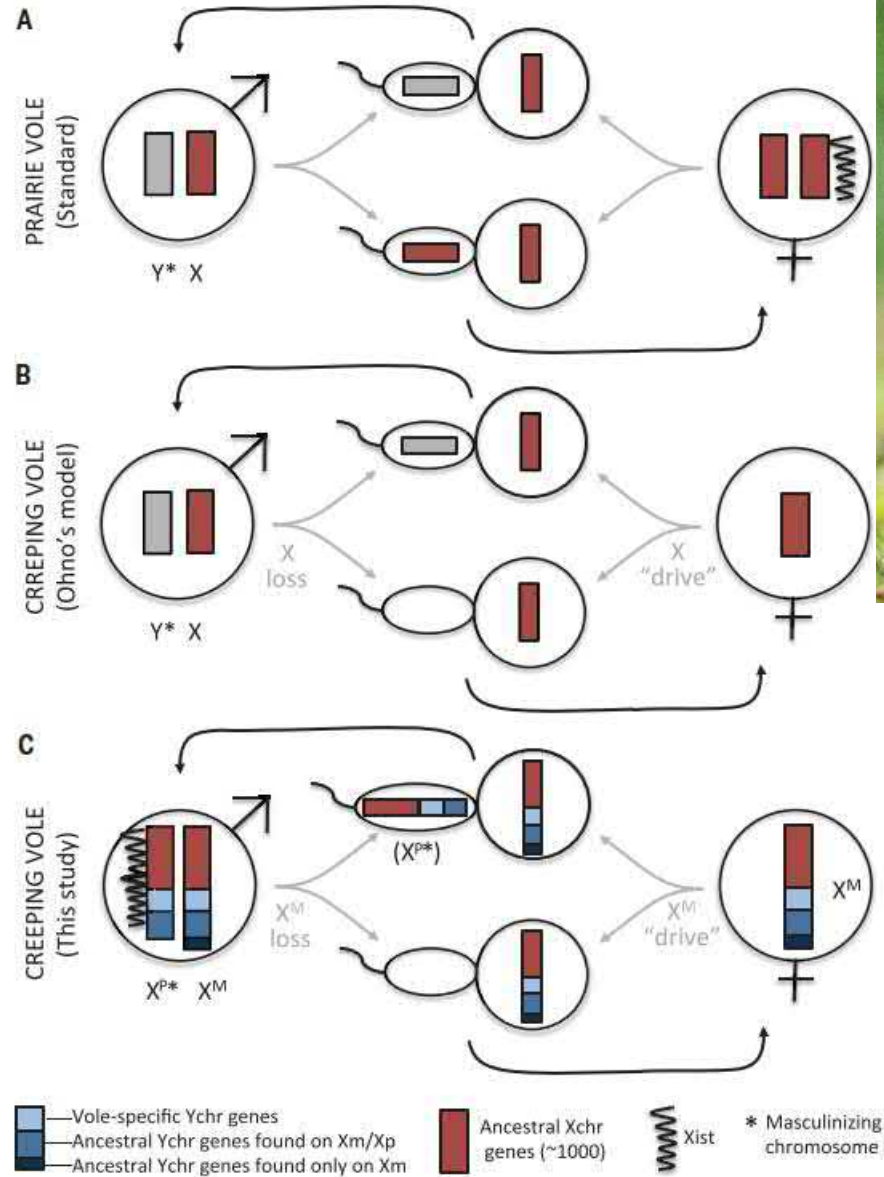 A
PRAIRIE VOLE
(Standard)
Y* X
B
CRREPING VOLE
(Ohno's model)
X
loss
X
"drive"
Y* X
C
CREEPING VOLE
(This study)
(Xᴾ*)
Xᴹ
loss
Xᴹ
"drive"
Xᴹ
Xᴾ* Xᴹ
Vole-specific Ychr genes
Ancestral Ychr genes found on Xm/Xp
Ancestral Ychr genes found only on Xm
Ancestral Xchr
genes (~1000)
Xist
* Masculinizing
chromosome